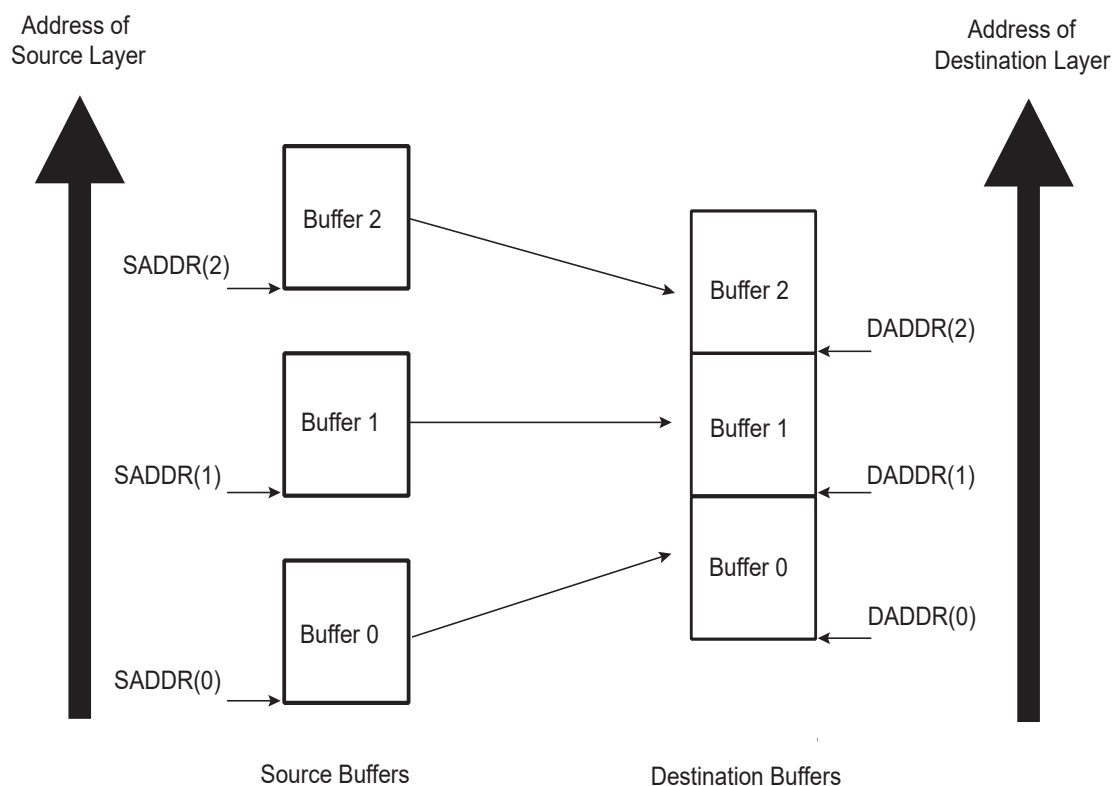 Address of
Source Layer
Address of
Destination Layer
Buffer 2
SADDR(2)
Buffer 2
DADDR(2)
Buffer 1
Buffer 1
SADDR(1)
DADDR(1)
Buffer 0
Buffer 0
DADDR(0)
SADDR(0)
Source Buffers
Destination Buffers